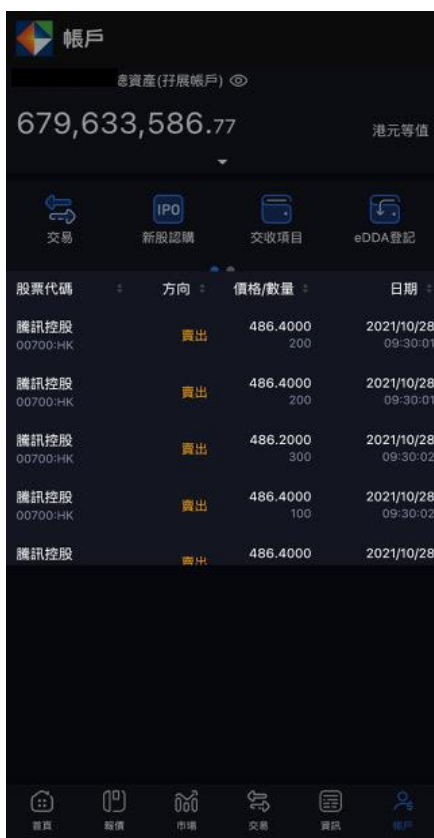 帳戶
總資產(孖展帳戶)
679,633,586.77 港元等值
交易 IPO 新股認購 交收項目 eDDA登記
股票代碼 方向 價格/數量 日期
騰訊控股 賣出 486.4000 2021/10/28
00700:HK 200 09:30:01
騰訊控股 賣出 486.4000 2021/10/28
00700:HK 200 09:30:01
騰訊控股 賣出 486.2000 2021/10/28
00700:HK 300 09:30:02
騰訊控股 賣出 486.4000 2021/10/28
00700:HK 100 09:30:02
騰訊控股 賣出 486.4000 2021/10/28
首頁 報價 市場 交易 資訊 帳戶